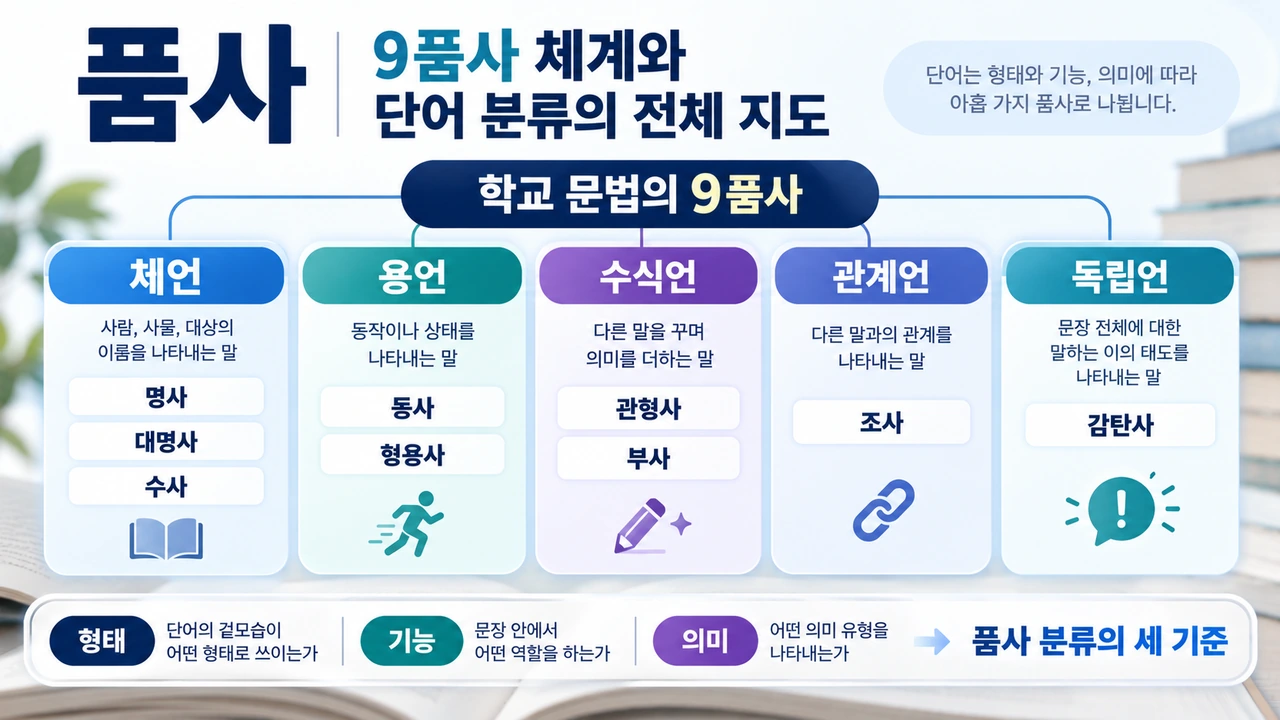 품사
9품사 체계와
단어 분류의 전체 지도
단어는 형태와 기능, 의미에 따라
아홉 가지 품사로 나뉩니다.
학교 문법의 9품사
체언
사람, 사물, 대상의
이룸을 나타내는 말
명사
대명사
수사
용언
동작이나 상태를
나타내는 말
동사
형용사
수식언
다른 말을 꾸며
의미를 더하는 말
관형사
부사
관계언
다른 말과의 관계를
나타내는 말
조사
독립언
문장 전체에 대한
말하는 이의 태도를
나타내는 말
감탄사
형태
단어의 겉모습이
어떤 형태로 쓰이는가
기능
문장 안에서
어떤 역할을 하는가
의미
어떤 의미 유형을
나타내는가
품사 분류의 세 기준